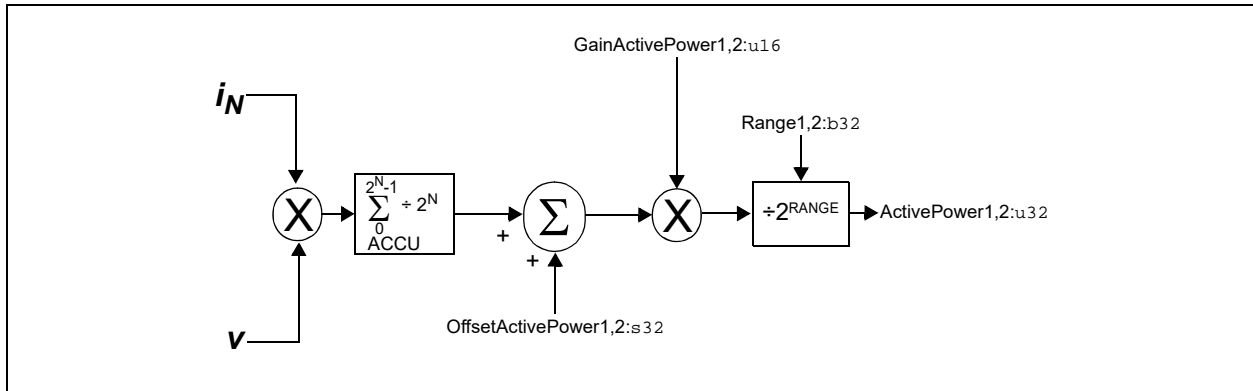 GainActivePower1,2:u16
i_N
Range1,2:b32
X
2^N-1
Σ ÷ 2^N
0
ACCU
Σ
X
÷2^RANGE
ActivePower1,2:u32
+
+
OffsetActivePower1,2:s32
v